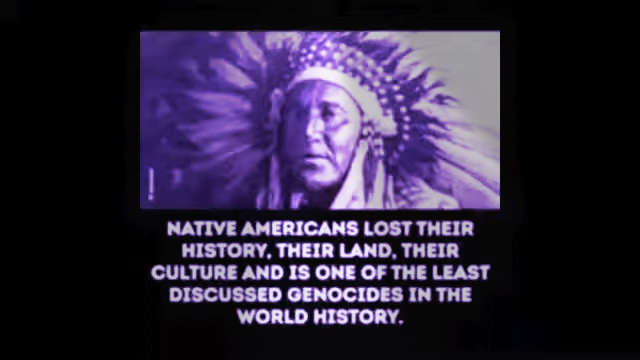 NATIVE AMERICANS LOST THEIR
HISTORY, THEIR LAND, THEIR
CULTURE AND IS ONE OF THE LEAST
DISCUSSED GENOCIDES IN THE
WORLD HISTORY.